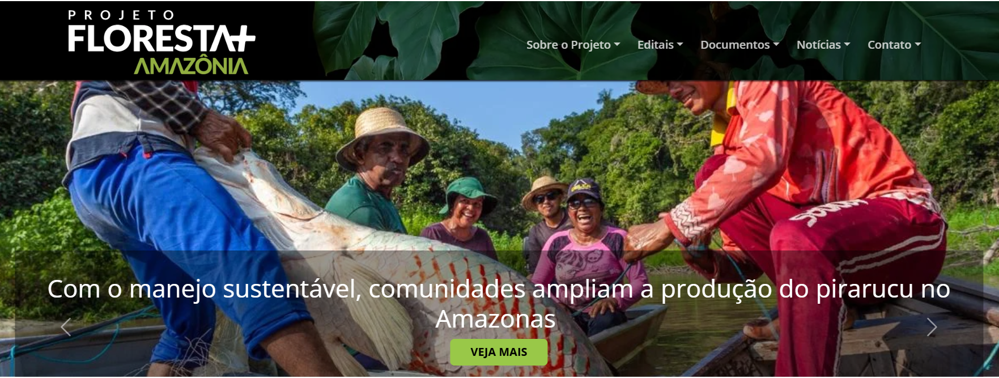 PROJETO
FLORESTA+
AMAZÔNIA
Sobre o Projeto
Editais
Documentos
Notícias
Contato
Com o manejo sustentável, comunidades ampliam a produção do pirarucu no
Amazonas
VEJA MAIS